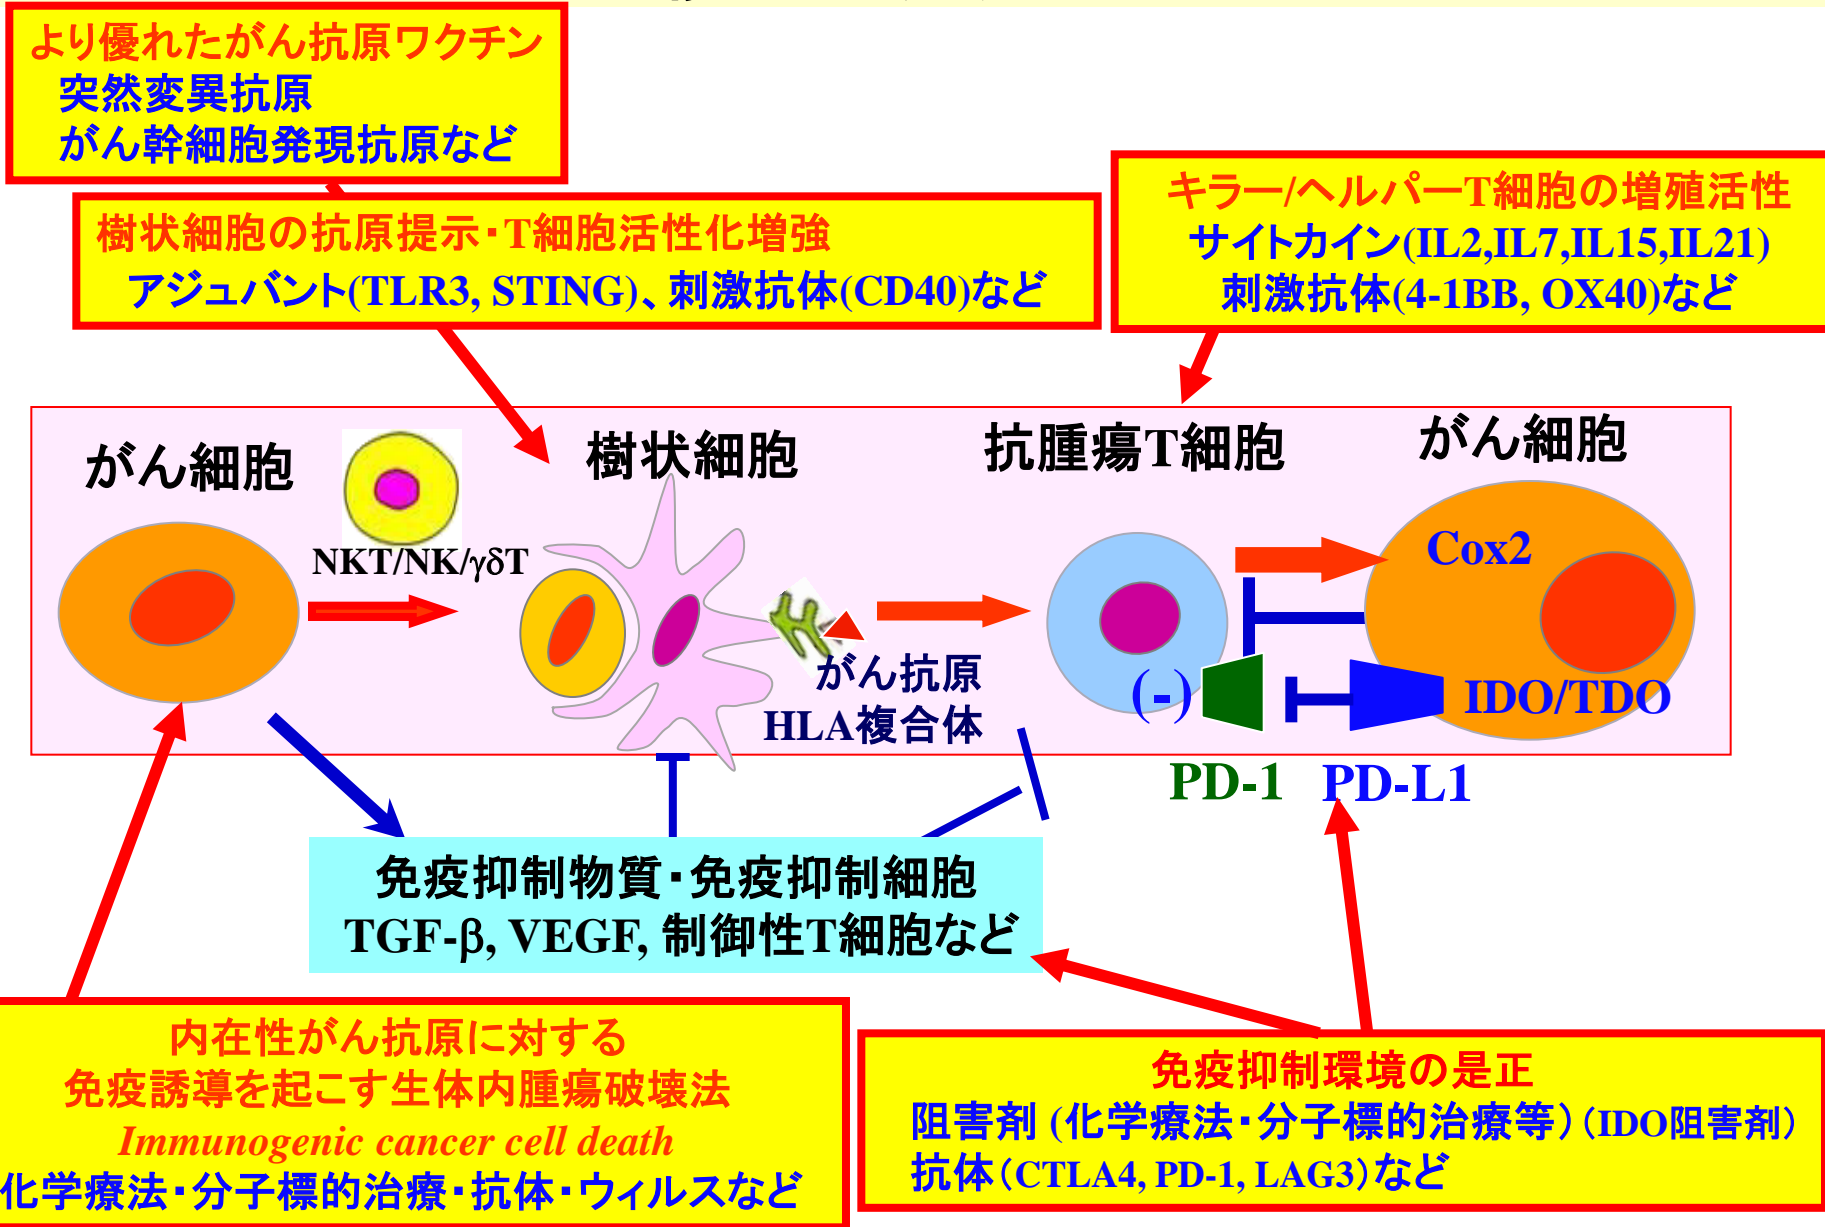 より優れたがん抗原ワクチン
突然変異抗原
がん幹細胞発現抗原など
樹状細胞の抗原提示・T細胞活性化増強
アジュバント(TLR3, STING)、刺激抗体(CD40)など
キラー/ヘルパーT細胞の増殖活性
サイトカイン(IL2,IL7,IL15,IL21)
刺激抗体(4-1BB, OX40)など
がん細胞
NKT/NK/γδT
樹状細胞
抗腫瘍T細胞
がん細胞
Cox2
がん抗原
HLA複合体
(-)
IDO/TDO
PD-1
PD-L1
免疫抑制物質・免疫抑制細胞
TGF-β, VEGF, 制御性T細胞など
内在性がん抗原に対する
免疫誘導を起こす生体内腫瘍破壊法
Immunogenic cancer cell death
化学療法・分子標的治療・抗体・ウィルスなど
免疫抑制環境の是正
阻害剤 (化学療法・分子標的治療等)（IDO阻害剤）
抗体（CTLA4, PD-1, LAG3）など